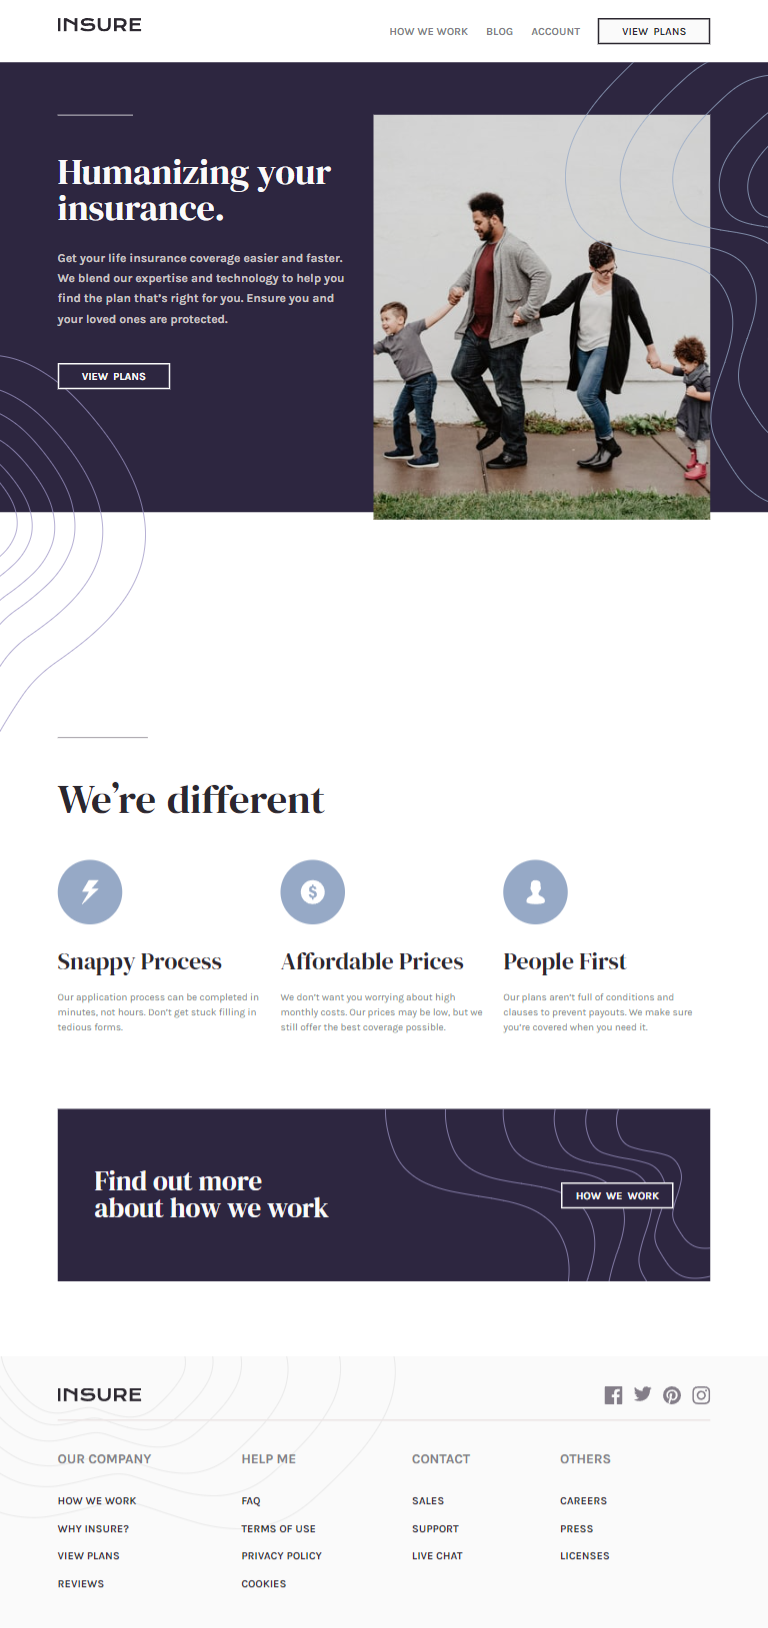 INSURE
HOW WE WORK BLOG ACCOUNT VIEW PLANS
Humanizing your
insurance.
Get your life insurance coverage easier and faster.
We blend our expertise and technology to help you
find the plan that's right for you. Ensure you and
your loved ones are protected.
VIEW PLANS
We're different
Snappy Process
Our application process can be completed in
minutes, not hours. Don't get stuck filling in
tedious forms.
Affordable Prices
We don't want you worrying about high
monthly costs. Our prices may be low, but we
still offer the best coverage possible.
People First
Our plans aren't full of conditions and
clauses to prevent payouts. We make sure
you're covered when you need it.
Find out more
about how we work
HOW WE WORK
INSURE
OUR COMPANY
HOW WE WORK
WHY INSURE?
VIEW PLANS
REVIEWS
HELP ME
FAQ
TERMS OF USE
PRIVACY POLICY
COOKIES
CONTACT
SALES
SUPPORT
LIVE CHAT
OTHERS
CAREERS
PRESS
LICENSES